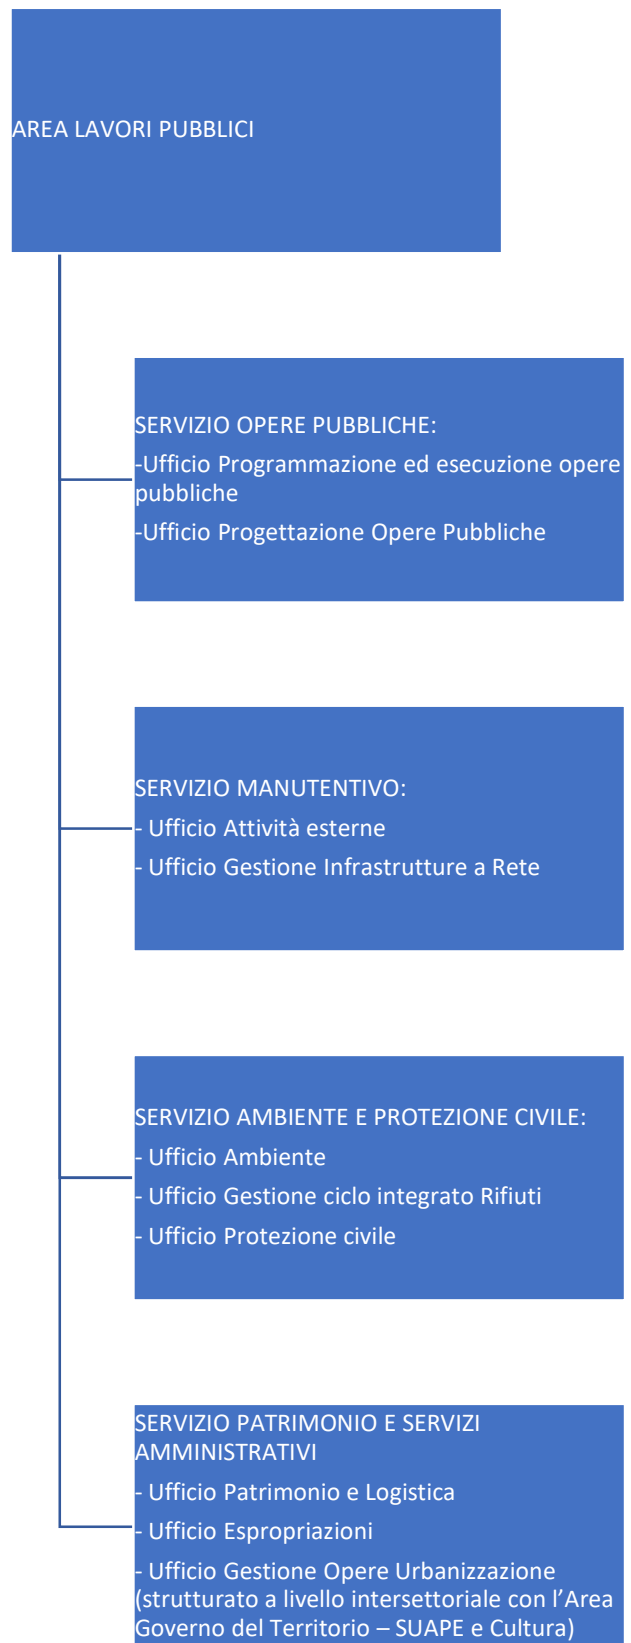 AREA LAVORI PUBBLICI
SERVIZIO OPERE PUBBLICHE:
-Ufficio Programmazione ed esecuzione opere
pubbliche
-Ufficio Progettazione Opere Pubbliche
SERVIZIO MANUTENTIVO:
- Ufficio Attività esterne
- Ufficio Gestione Infrastrutture a Rete
SERVIZIO AMBIENTE E PROTEZIONE CIVILE:
- Ufficio Ambiente
- Ufficio Gestione ciclo integrato Rifiuti
- Ufficio Protezione civile
SERVIZIO PATRIMONIO E SERVIZI
AMMINISTRATIVI
- Ufficio Patrimonio e Logistica
- Ufficio Espropriazioni
- Ufficio Gestione Opere Urbanizzazione
(strutturato a livello intersettoriale con l’Area
Governo del Territorio – SUAPE e Cultura)